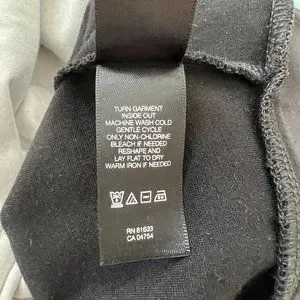 TURN GARMENT
INSIDE OUT
MACHINE WASH COLD
GENTLE CYCLE
ONLY NON-CHLORINE
BLEACH IF NEEDED
RESHAPE AND
LAY FLAT TO DRY
WARM IRON IF NEEDED
RN 81633
CA 04754